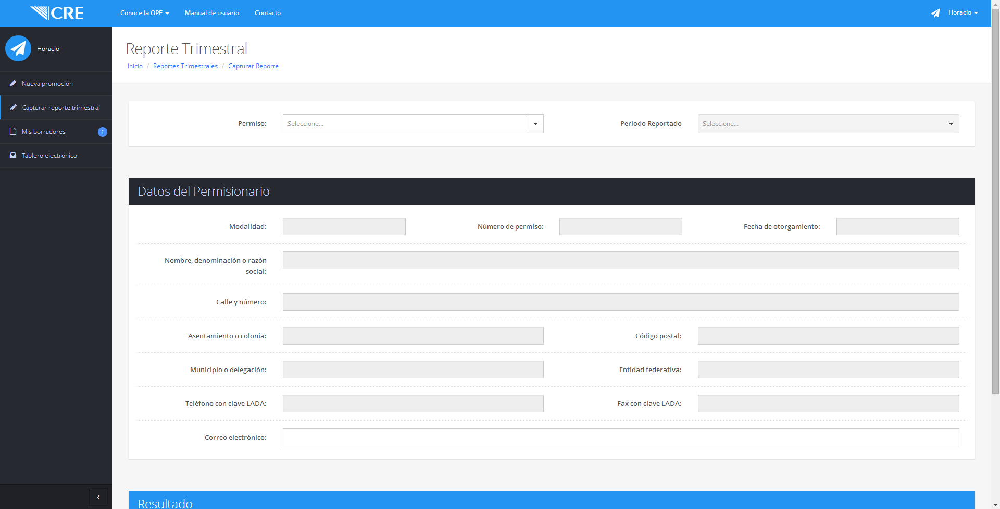 CRE
Conoce la OPE
Manual de usuario
Contacto
Horacio
Horacio
Nueva promoción
Capturar reporte trimestral
Mis borradores
1
Tablero electrónico
Reporte Trimestral
Inicio / Reportes Trimestrales / Capturar Reporte
Permiso:
Seleccione...
Periodo Reportado
Seleccione...
Datos del Permisionario
Modalidad:
Número de permiso:
Fecha de otorgamiento:
Nombre, denominación o razón
social:
Calle y número:
Asentamiento o colonia:
Código postal:
Municipio o delegación:
Entidad federativa:
Teléfono con clave LADA:
Fax con clave LADA:
Correo electrónico:
Resultado